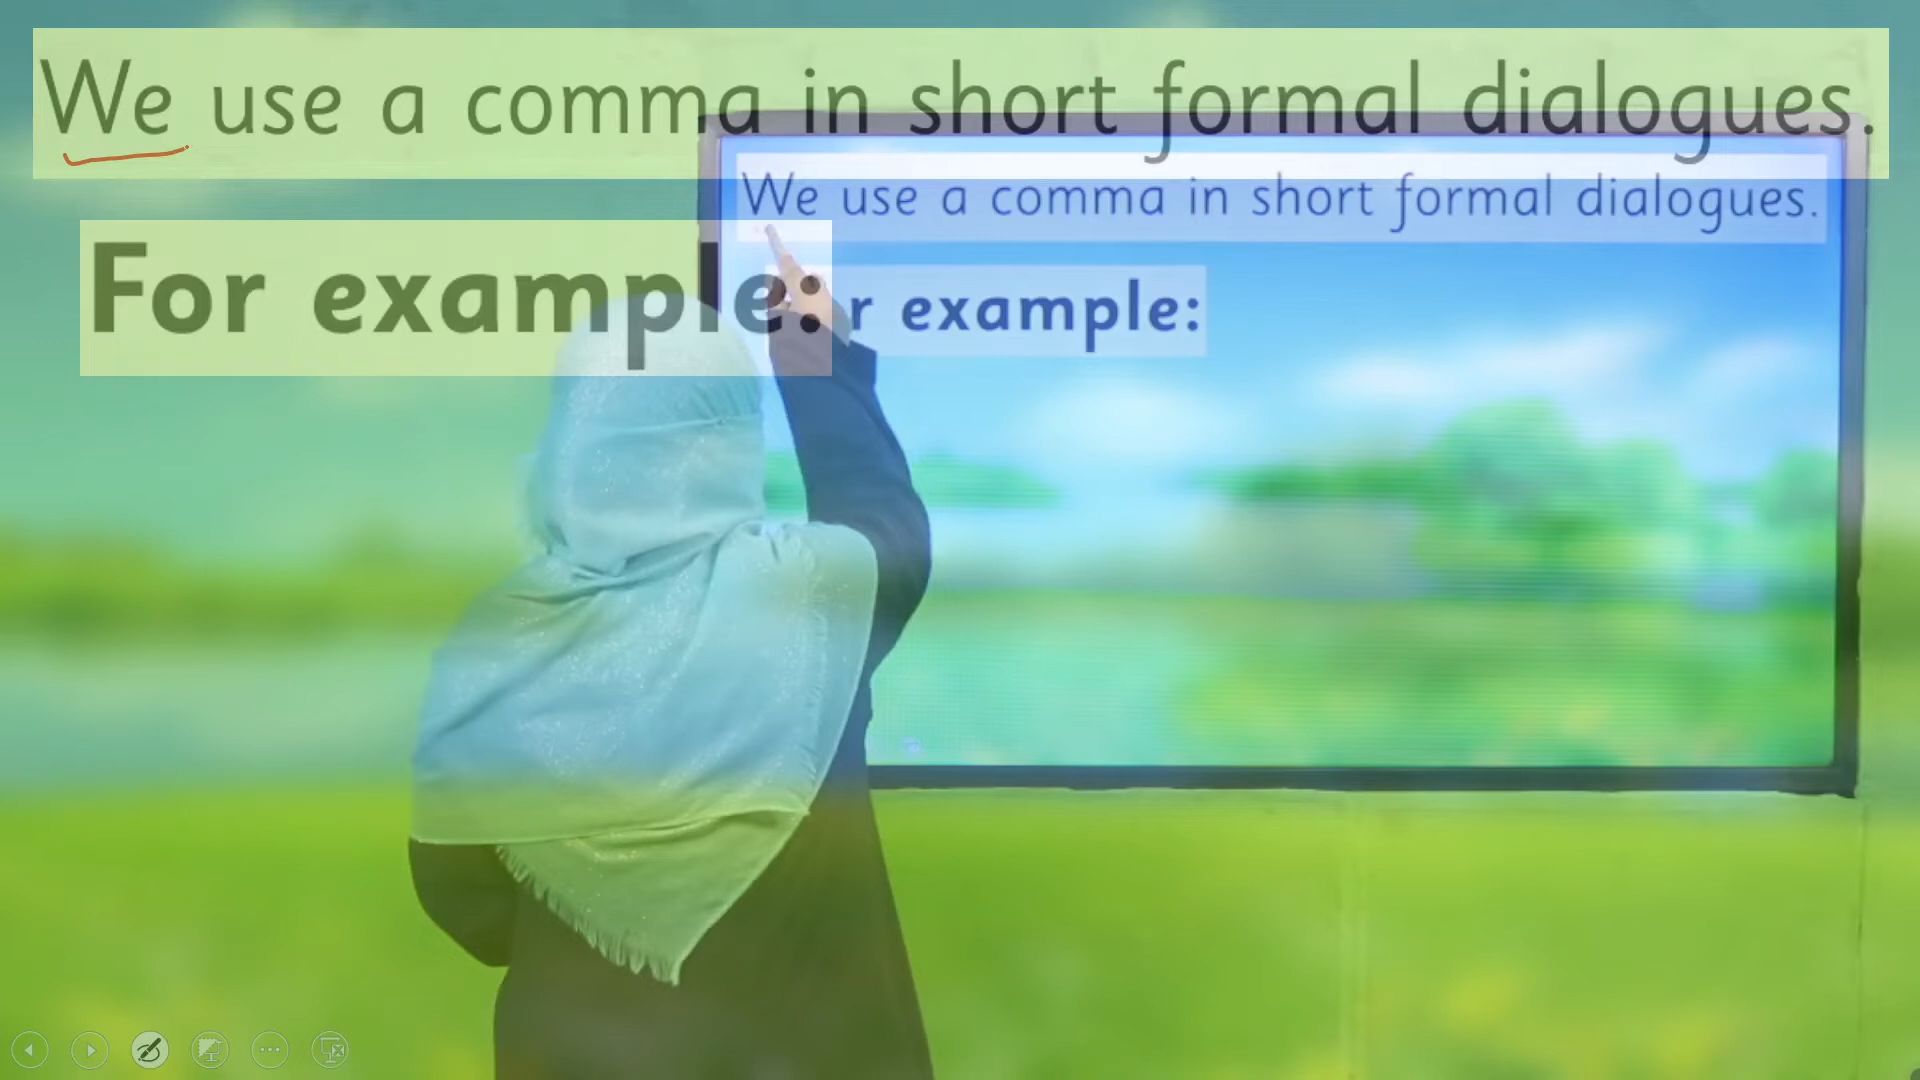 We use a comma in short formal dialogues.
For example:
We use a comma in short formal dialogues.
r example: